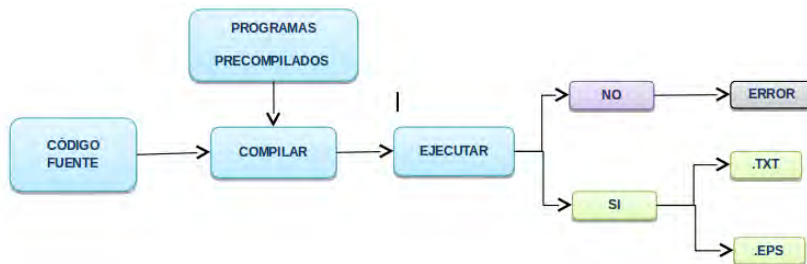 PROGRAMAS
PRECOMPILADOS
NO
ERROR
CÓDIGO
FUENTE
COMPILAR
EJECUTAR
.TXT
SI
.EPS